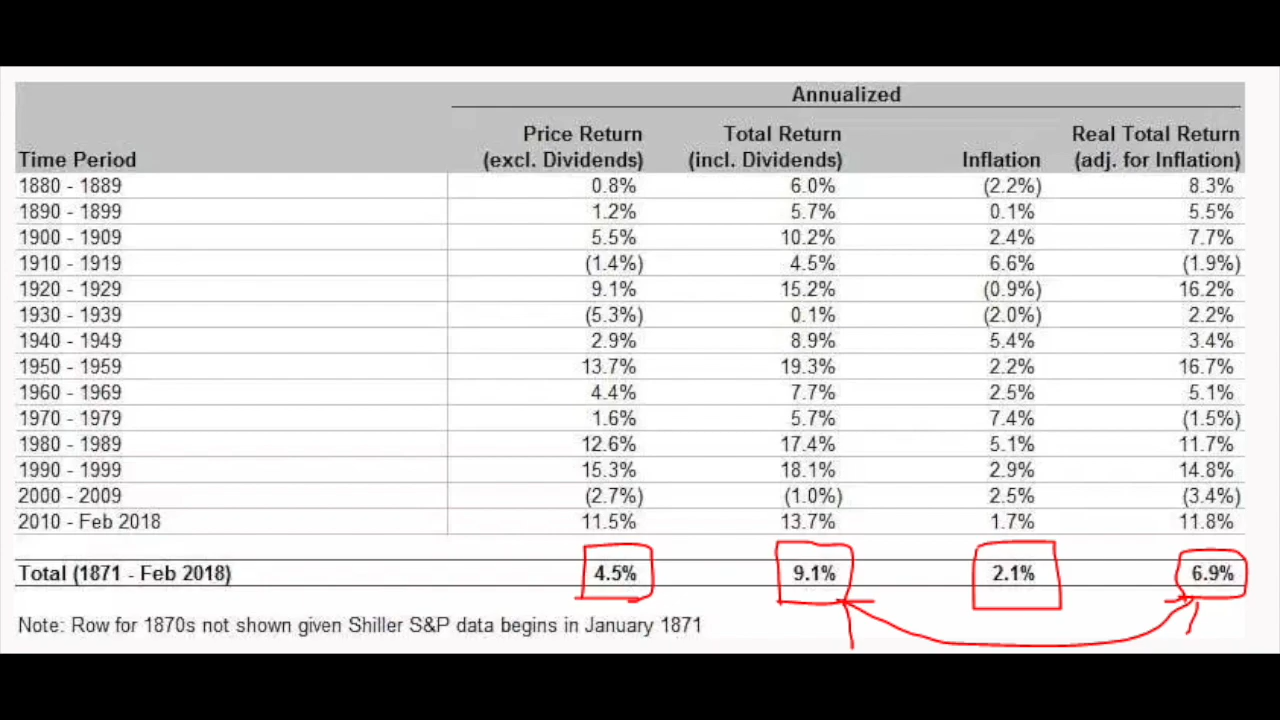 Annualized
Price Return Total Return Real Total Return
Time Period (excl. Dividends) (incl. Dividends) Inflation (adj. for Inflation)
1880 - 1889 0.8% 6.0% (2.2%) 8.3%
1890 - 1899 1.2% 5.7% 0.1% 5.5%
1900 - 1909 5.5% 10.2% 2.4% 7.7%
1910 - 1919 (1.4%) 4.5% 6.6% (1.9%)
1920 - 1929 9.1% 15.2% (0.9%) 16.2%
1930 - 1939 (5.3%) 0.1% (2.0%) 2.2%
1940 - 1949 2.9% 8.9% 5.4% 3.4%
1950 - 1959 13.7% 19.3% 2.2% 16.7%
1960 - 1969 4.4% 7.7% 2.5% 5.1%
1970 - 1979 1.6% 5.7% 7.4% (1.5%)
1980 - 1989 12.6% 17.4% 5.1% 11.7%
1990 - 1999 15.3% 18.1% 2.9% 14.8%
2000 - 2009 (2.7%) (1.0%) 2.5% (3.4%)
2010 - Feb 2018 11.5% 13.7% 1.7% 11.8%
Total (1871 - Feb 2018) 4.5% 9.1% 2.1% 6.9%
Note: Row for 1870s not shown given Shiller S&P data begins in January 1871